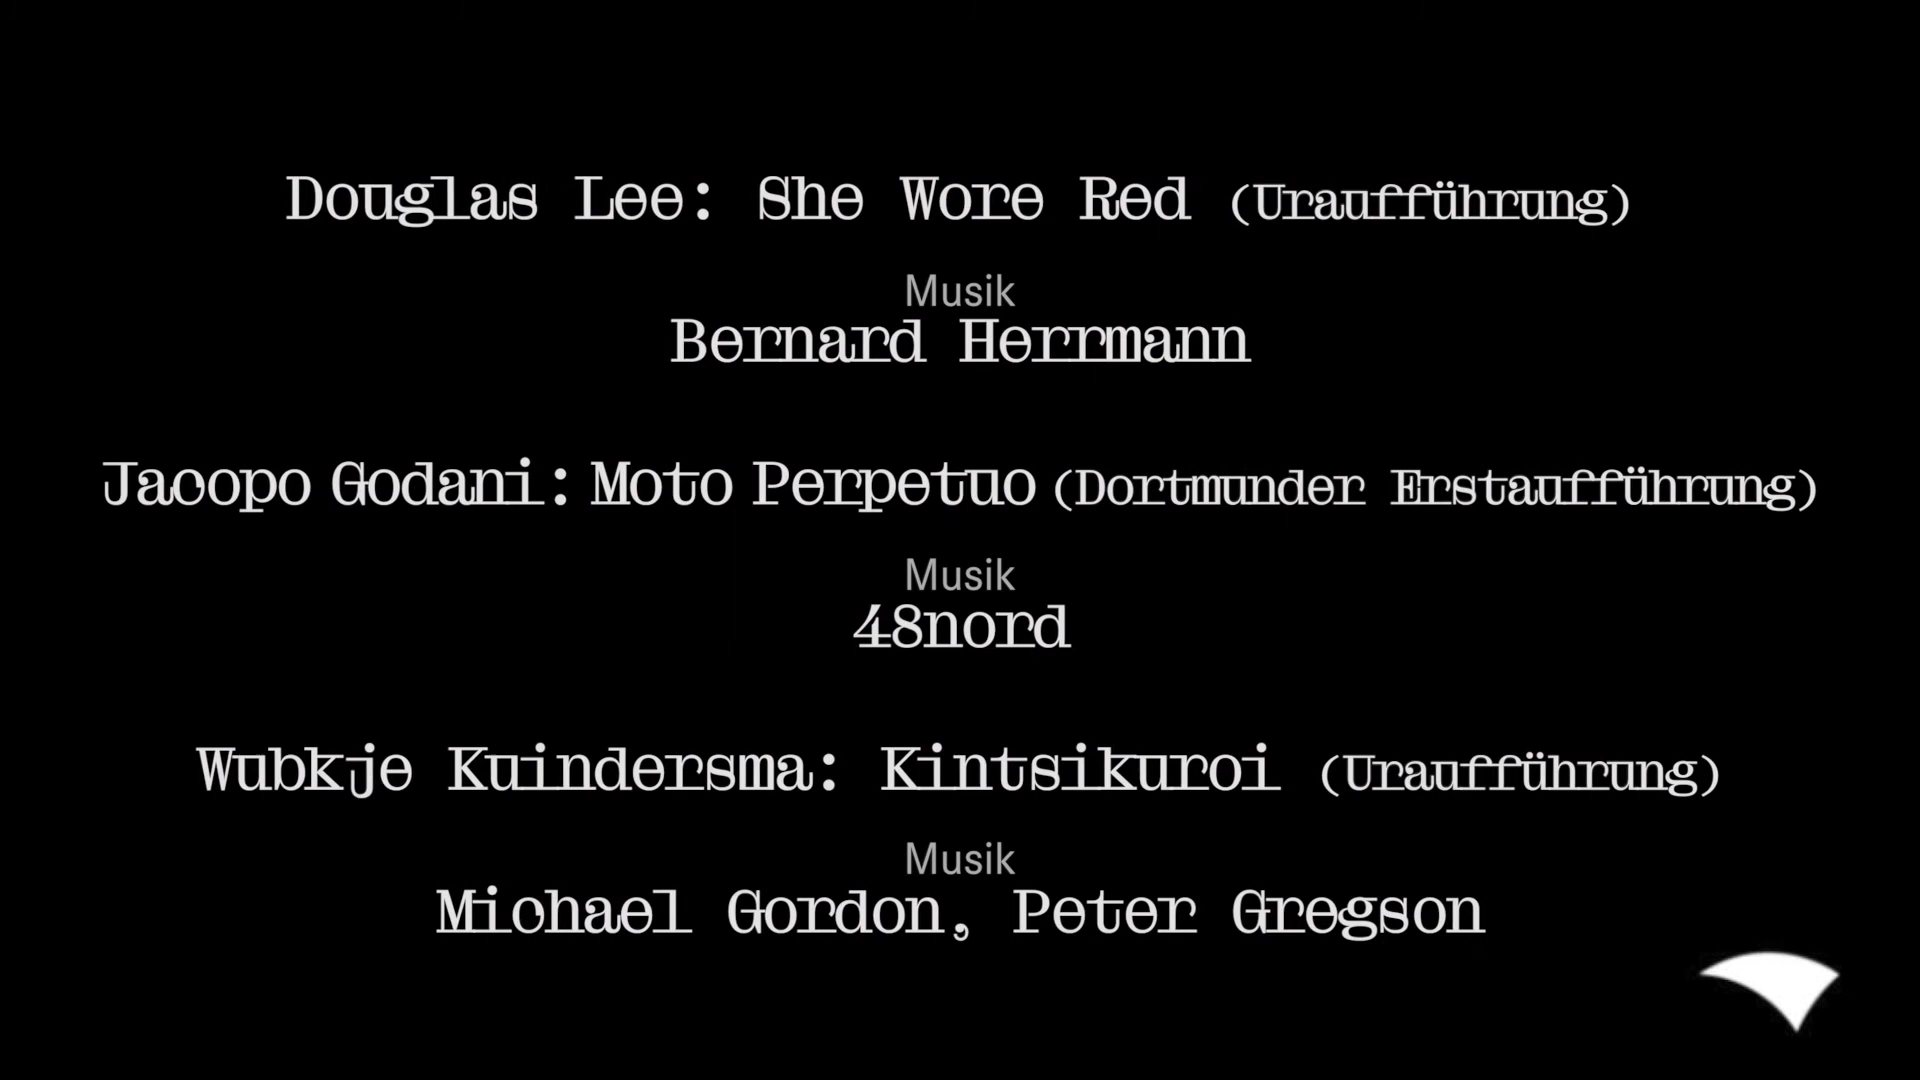 Douglas Lee: She Wore Red (Uraufführung)
Musik
Bernard Herrmann
Jacopo Godani: Moto Perpetuo (Dortmunder Erstaufführung)
Musik
48nord
Wubkje Kuindersma: Kintsikuroi (Uraufführung)
Musik
Michael Gordon, Peter Gregson